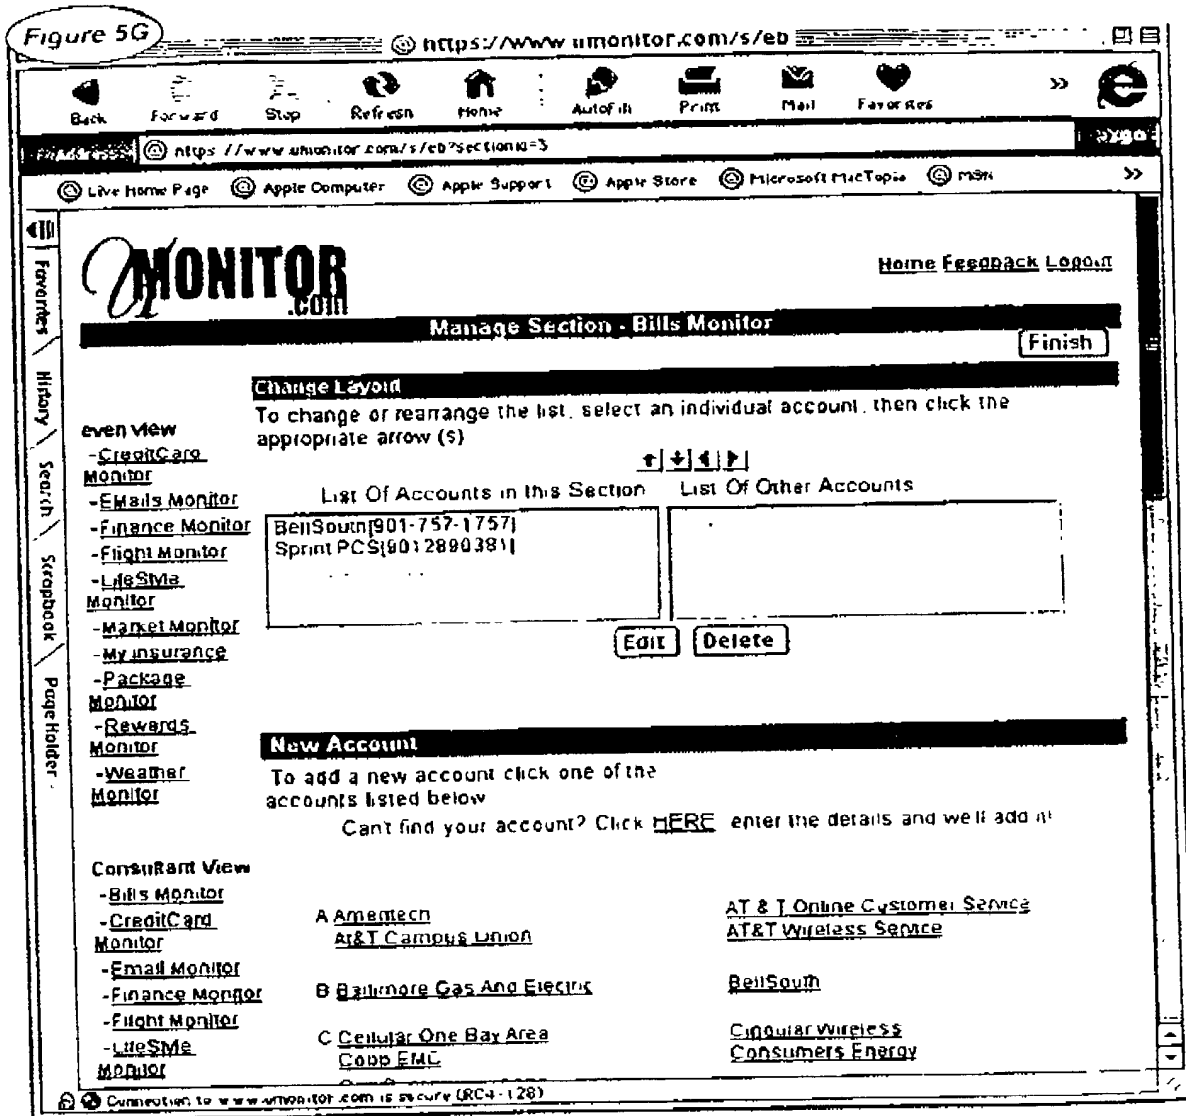 Figure 5G
https://www.umonitor.com/s/eb
Back Forward Stop Refresh Home AutoFill Print Mail Favorites >>
Address https://www.umonitor.com/s/eb?sectionid=3 go
Live Home Page Apple Computer Apple Support Apple Store Microsoft MacTopia MSN >>
Favorites History Search Scrapbook Page Holder
UMONITOR
.com
Home Feedback Logout
Manage Section - Bills Monitor
Finish
Change Layout
To change or rearrange the list, select an individual account, then click the
appropriate arrow (s)
List Of Accounts in this Section List Of Other Accounts
BellSouth[901-757-1757]
Sprint PCS[9012890381]
Edit Delete
even view
-CreditCard
Monitor
-EMails Monitor
-Finance Monitor
-Flight Monitor
-LifeStyle
Monitor
-Market Monitor
-My insurance
-Package
Monitor
-Rewards
Monitor
-Weather
Monitor
New Account
To add a new account click one of the
accounts listed below
Can't find your account? Click HERE enter the details and we'll add it!
Consultant View
-Bills Monitor
-CreditCard
Monitor
-Email Monitor
-Finance Monitor
-Flight Monitor
-LifeStyle
Monitor
A Ameritech AT & T Online Customer Service
At&T Campus Union AT&T Wireless Service
B Baltimore Gas And Electric BellSouth
C Cellular One Bay Area Cingular Wireless
Cobb EMC Consumers Energy
Connection to www.umonitor.com is secure (RC4-128)